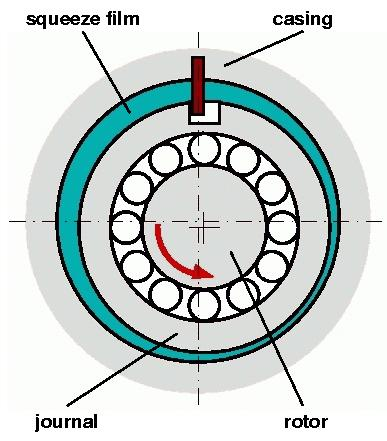 squeeze film
casing
journal
rotor